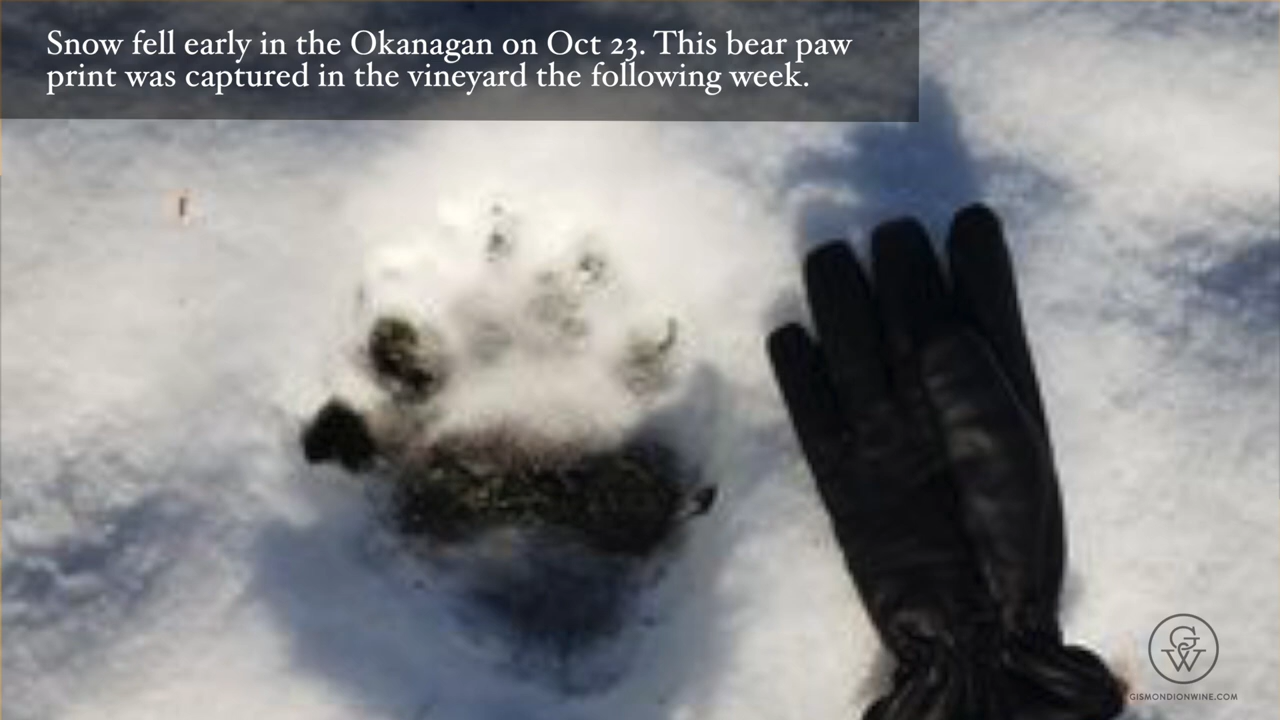 Snow fell early in the Okanagan on Oct 23. This bear paw
print was captured in the vineyard the following week.
GW
GISMONDIONWINE.COM